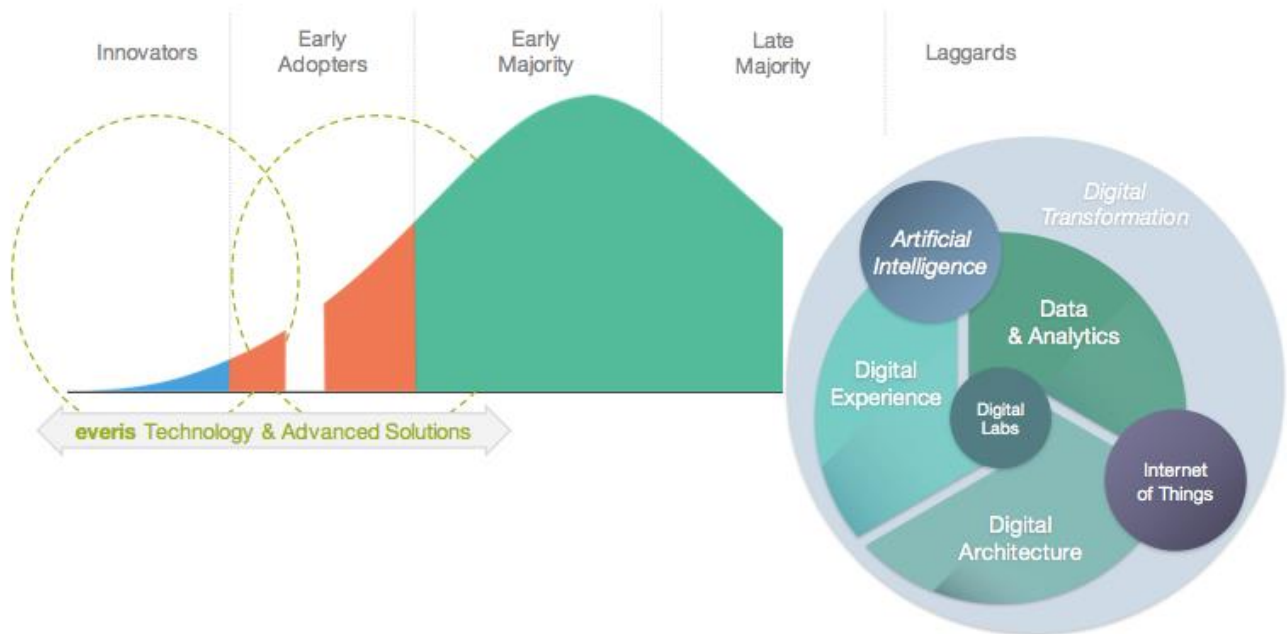 Innovators
Early
Adopters
Early
Majority
Late
Majority
Laggards
everis Technology & Advanced Solutions
Digital
Transformation
Artificial
Intelligence
Data
& Analytics
Digital
Experience
Digital
Labs
Internet
of Things
Digital
Architecture